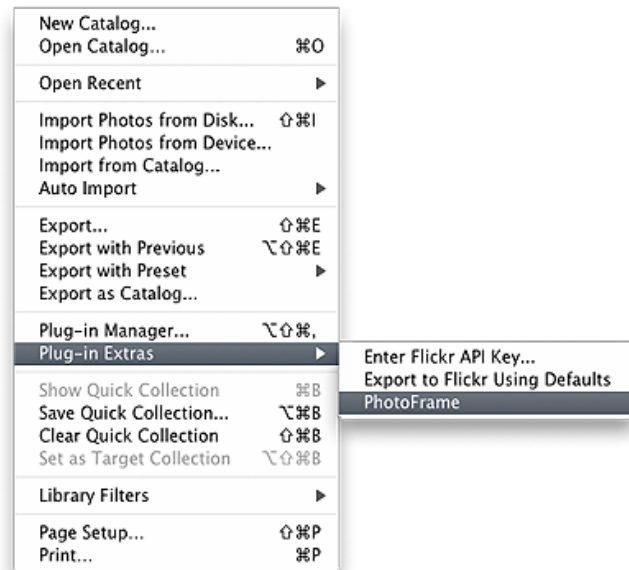 New Catalog...
Open Catalog... ⌘O
Open Recent ▶
Import Photos from Disk... ⇧⌘I
Import Photos from Device...
Import from Catalog...
Auto Import ▶
Export... ⇧⌘E
Export with Previous ⌥⇧⌘E
Export with Preset ▶
Export as Catalog...
Plug-in Manager... ⌥⇧⌘,
Plug-in Extras ▶
Enter Flickr API Key...
Export to Flickr Using Defaults
PhotoFrame
Show Quick Collection ⌘B
Save Quick Collection... ⌥⌘B
Clear Quick Collection ⇧⌘B
Set as Target Collection ⌥⇧⌘B
Library Filters ▶
Page Setup... ⇧⌘P
Print... ⌘P